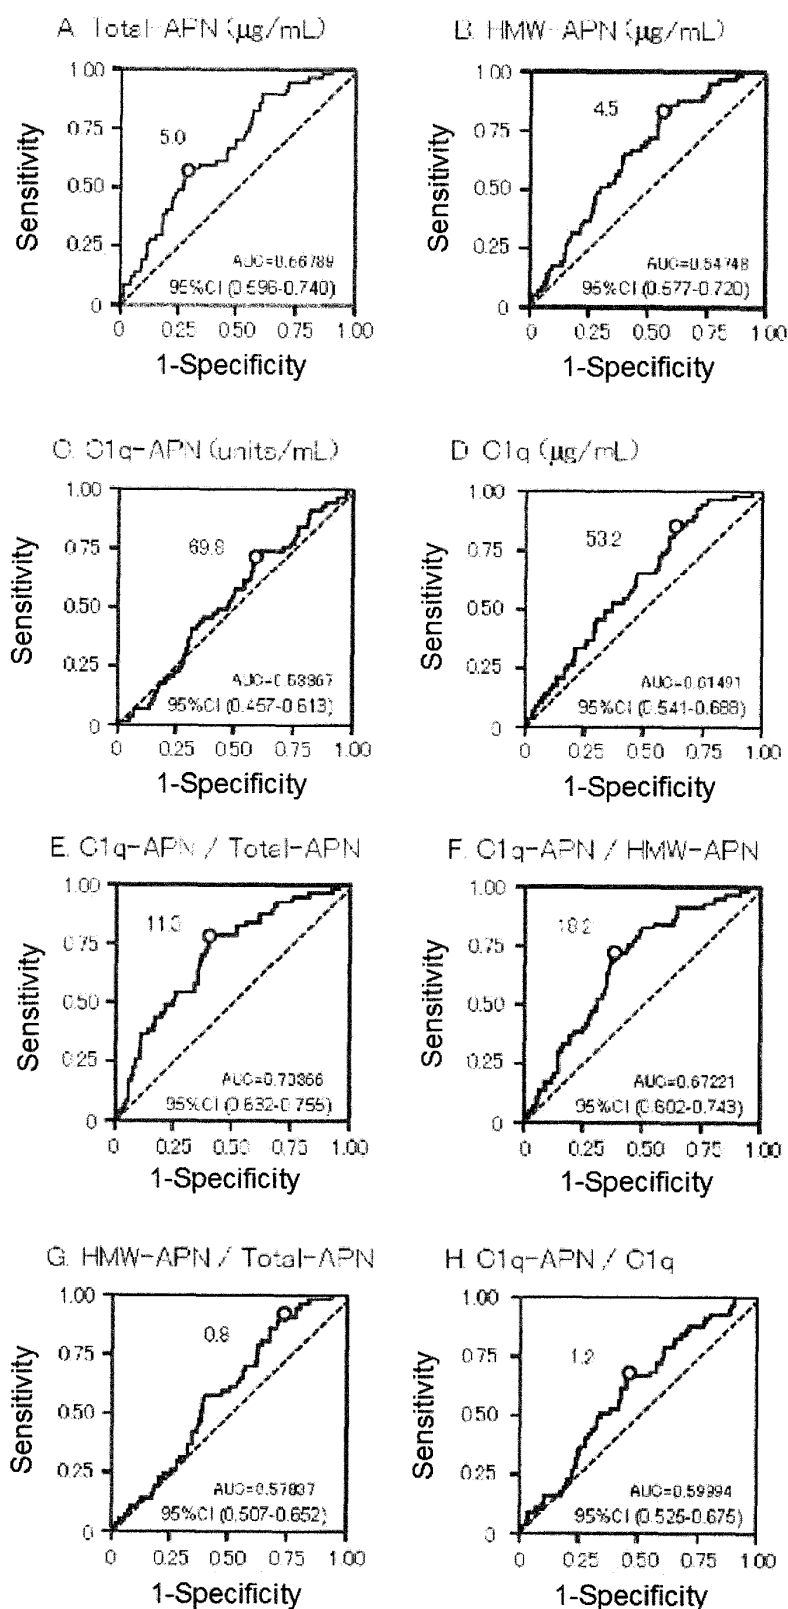 A. Total-APN (μg/mL)
1.00
0.75
0.50
0.25
0
Sensitivity
5.0
AUC=0.66789
95%CI (0.596-0.740)
0 0.25 0.50 0.75 1.00
1-Specificity
B. HMW-APN (μg/mL)
1.00
0.75
0.50
0.25
0
Sensitivity
4.5
AUC=0.64748
95%CI (0.577-0.720)
0 0.25 0.50 0.75 1.00
1-Specificity
C. C1q-APN (units/mL)
1.00
0.75
0.50
0.25
0
Sensitivity
69.8
95%CI (0.457-0.613)
0 0.25 0.50 0.75 1.00
1-Specificity
D. C1q (μg/mL)
1.00
0.75
0.50
0.25
0
Sensitivity
53.2
AUC=0.61491
95%CI (0.541-0.688)
0 0.25 0.50 0.75 1.00
1-Specificity
E. C1q-APN / Total-APN
1.00
0.75
0.50
0.25
0
Sensitivity
11.3
95%CI
0 0.25 0.50 0.75 1.00
1-Specificity
F. C1q-APN / HMW-APN
1.00
0.75
0.50
0.25
0
Sensitivity
18.2
AUC=0.67221
95%CI (0.602-0.743)
0 0.25 0.50 0.75 1.00
1-Specificity
G. HMW-APN / Total-APN
1.00
0.75
0.50
0.25
0
Sensitivity
0.8
95%CI (0.507-0.652)
0 0.25 0.50 0.75 1.00
1-Specificity
H. C1q-APN / C1q
1.00
0.75
0.50
0.25
0
Sensitivity
1.2
AUC=0.59994
95%CI (0.525-0.675)
0 0.25 0.50 0.75 1.00
1-Specificity